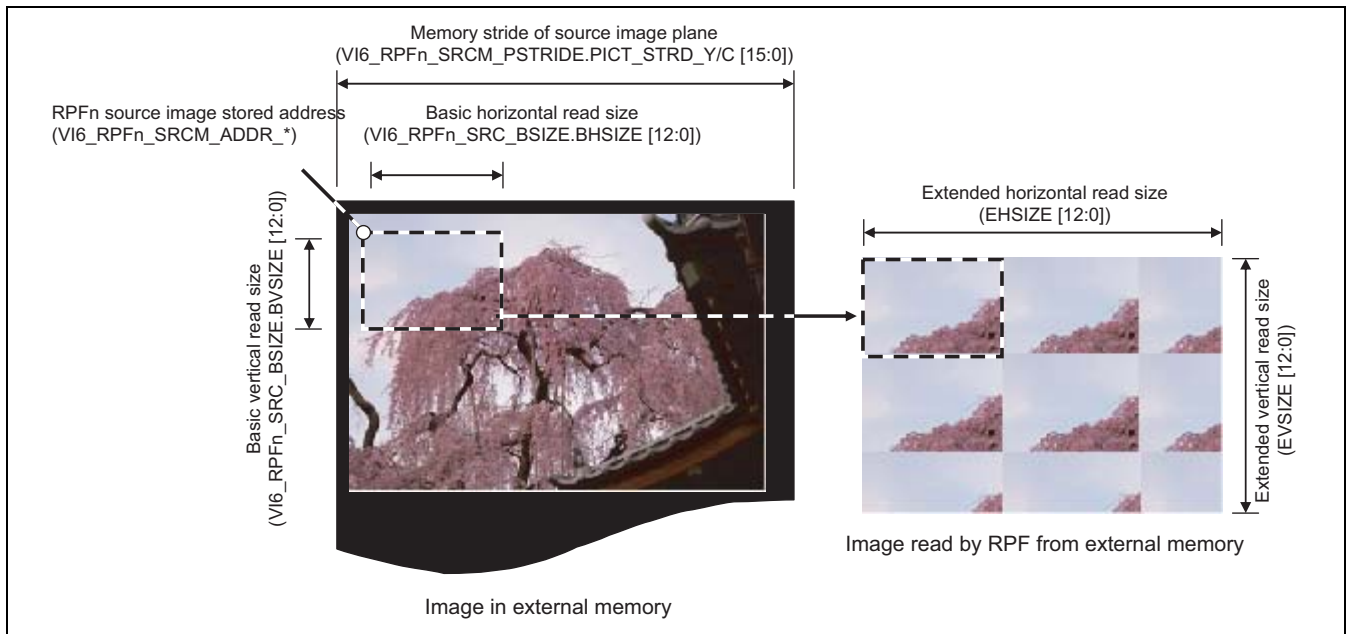 Memory stride of source image plane
(VI6_RPFn_SRCM_PSTRIDE.PICT_STRD_Y/C [15:0])
RPFn source image stored address
(VI6_RPFn_SRCM_ADDR_*)
Basic horizontal read size
(VI6_RPFn_SRC_BSIZE.BHSIZE [12:0])
Basic vertical read size
(VI6_RPFn_SRC_BSIZE.BVSIZE [12:0])
Extended horizontal read size
(EHSIZE [12:0])
Extended vertical read size
(EVSIZE [12:0])
Image read by RPF from external memory
Image in external memory